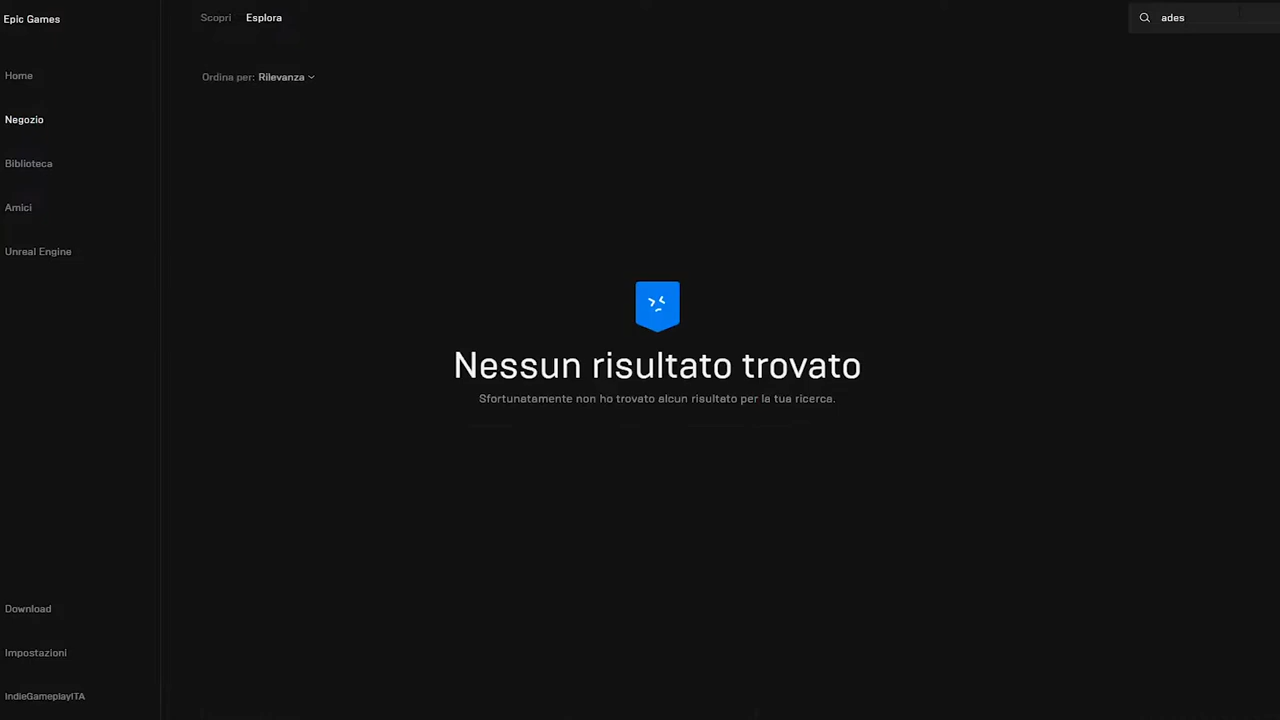 Epic Games
Scopri Esplora
ades
Home
Ordina per: Rilevanza
Negozio
Biblioteca
Amici
Unreal Engine
Nessun risultato trovato
Sfortunatamente non ho trovato alcun risultato per la tua ricerca.
Download
Impostazioni
IndieGameplayITA